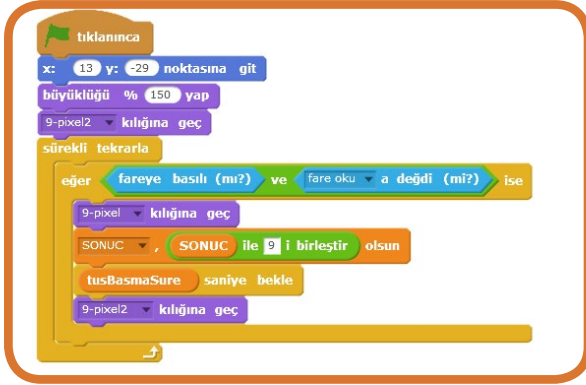 tıklanınca
x: 13 y: -29 noktasına git
büyüklüğü % 150 yap
9-pixel2 kılığına geç
sürekli tekrarla
eğer fareye basılı (mı?) ve fare oku a değdi (mi?) ise
9-pixel kılığına geç
SONUC , SONUC ile 9 i birleştir olsun
tusBasmaSure saniye bekle
9-pixel2 kılığına geç